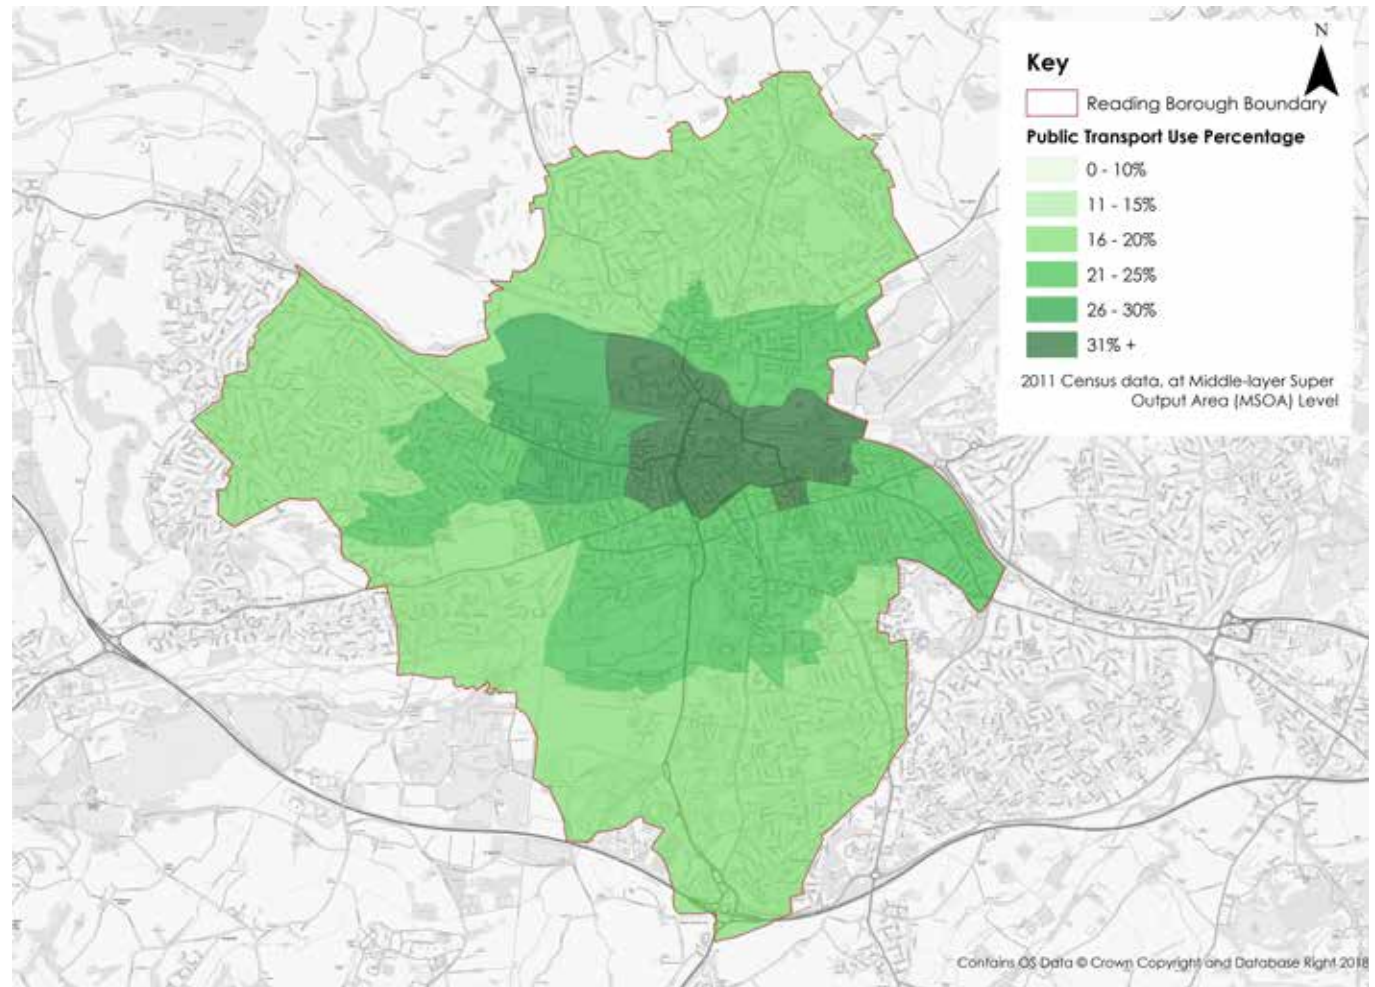 N
Key
Reading Borough Boundary
Public Transport Use Percentage
0 - 10%
11 - 15%
16 - 20%
21 - 25%
26 - 30%
31% +
2011 Census data, at Middle-layer Super
Output Area (MSOA) Level
Contains OS Data © Crown Copyright and Database Right 2018